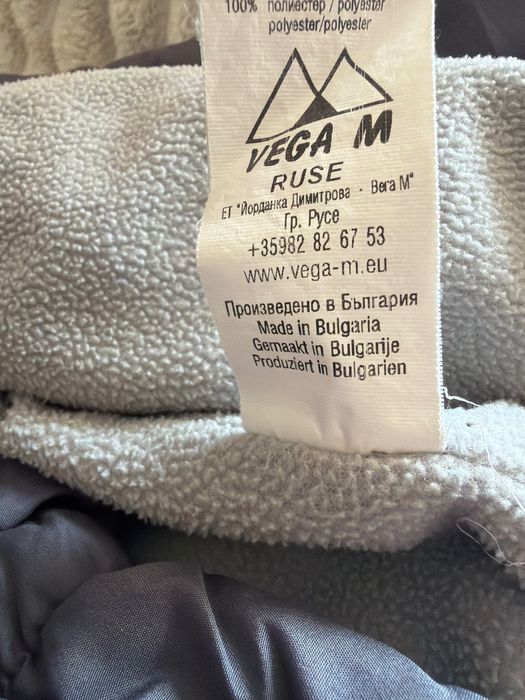 100% полиестер / polyester
polyester/polyester
VEGA M
RUSE
ЕТ "Йорданка Димитрова - Вега М"
Гр. Русе
+35982 82 67 53
www.vega-m.eu
Произведено в България
Made in Bulgaria
Gemaakt in Bulgarije
Produziert in Bulgarien